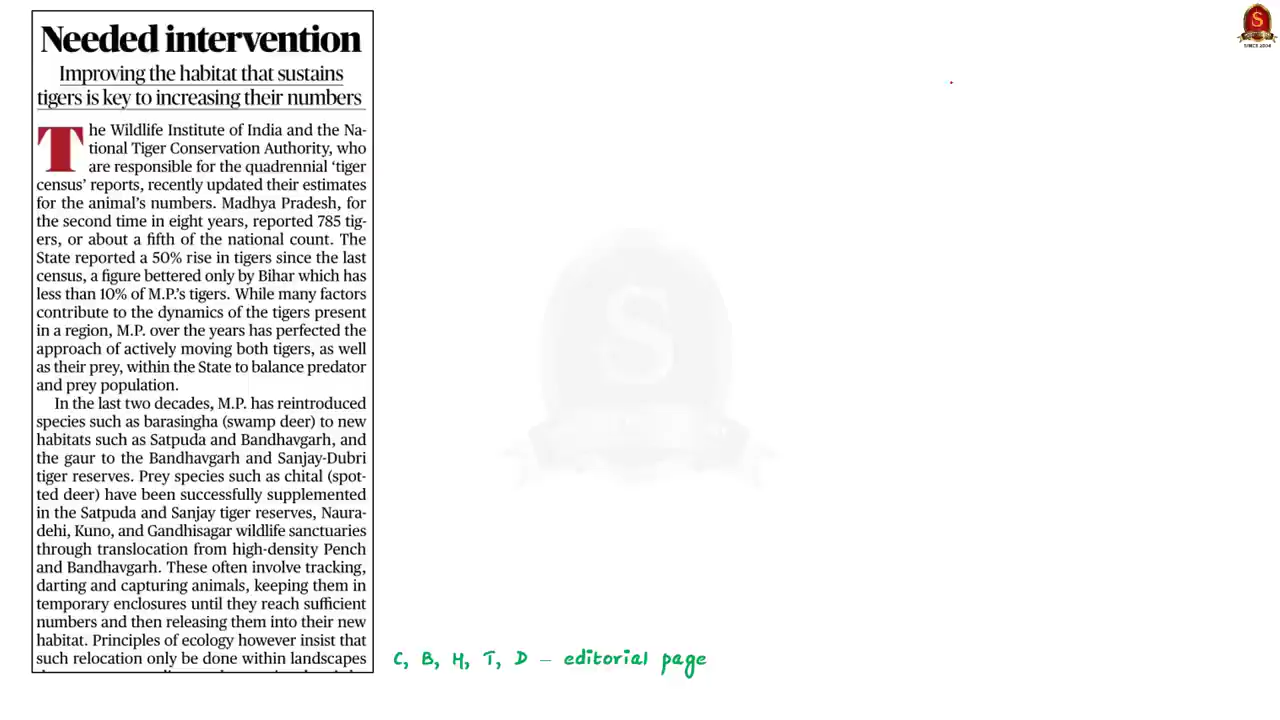 Needed intervention
Improving the habitat that sustains
tigers is key to increasing their numbers
The Wildlife Institute of India and the Na-
tional Tiger Conservation Authority, who
are responsible for the quadrennial ‘tiger
census’ reports, recently updated their estimates
for the animal’s numbers. Madhya Pradesh, for
the second time in eight years, reported 785 tig-
ers, or about a fifth of the national count. The
State reported a 50% rise in tigers since the last
census, a figure bettered only by Bihar which has
less than 10% of M.P.’s tigers. While many factors
contribute to the dynamics of the tigers present
in a region, M.P. over the years has perfected the
approach of actively moving both tigers, as well
as their prey, within the State to balance predator
and prey population.
In the last two decades, M.P. has reintroduced
species such as barasingha (swamp deer) to new
habitats such as Satpuda and Bandhavgarh, and
the gaur to the Bandhavgarh and Sanjay-Dubri
tiger reserves. Prey species such as chital (spot-
ted deer) have been successfully supplemented
in the Satpuda and Sanjay tiger reserves, Naura-
dehi, Kuno, and Gandhisagar wildlife sanctuaries
through translocation from high-density Pench
and Bandhavgarh. These often involve tracking,
darting and capturing animals, keeping them in
temporary enclosures until they reach sufficient
numbers and then releasing them into their new
habitat. Principles of ecology however insist that
such relocation only be done within landscapes
C, B, H, T, D – editorial page
S
SINCE 2004
S